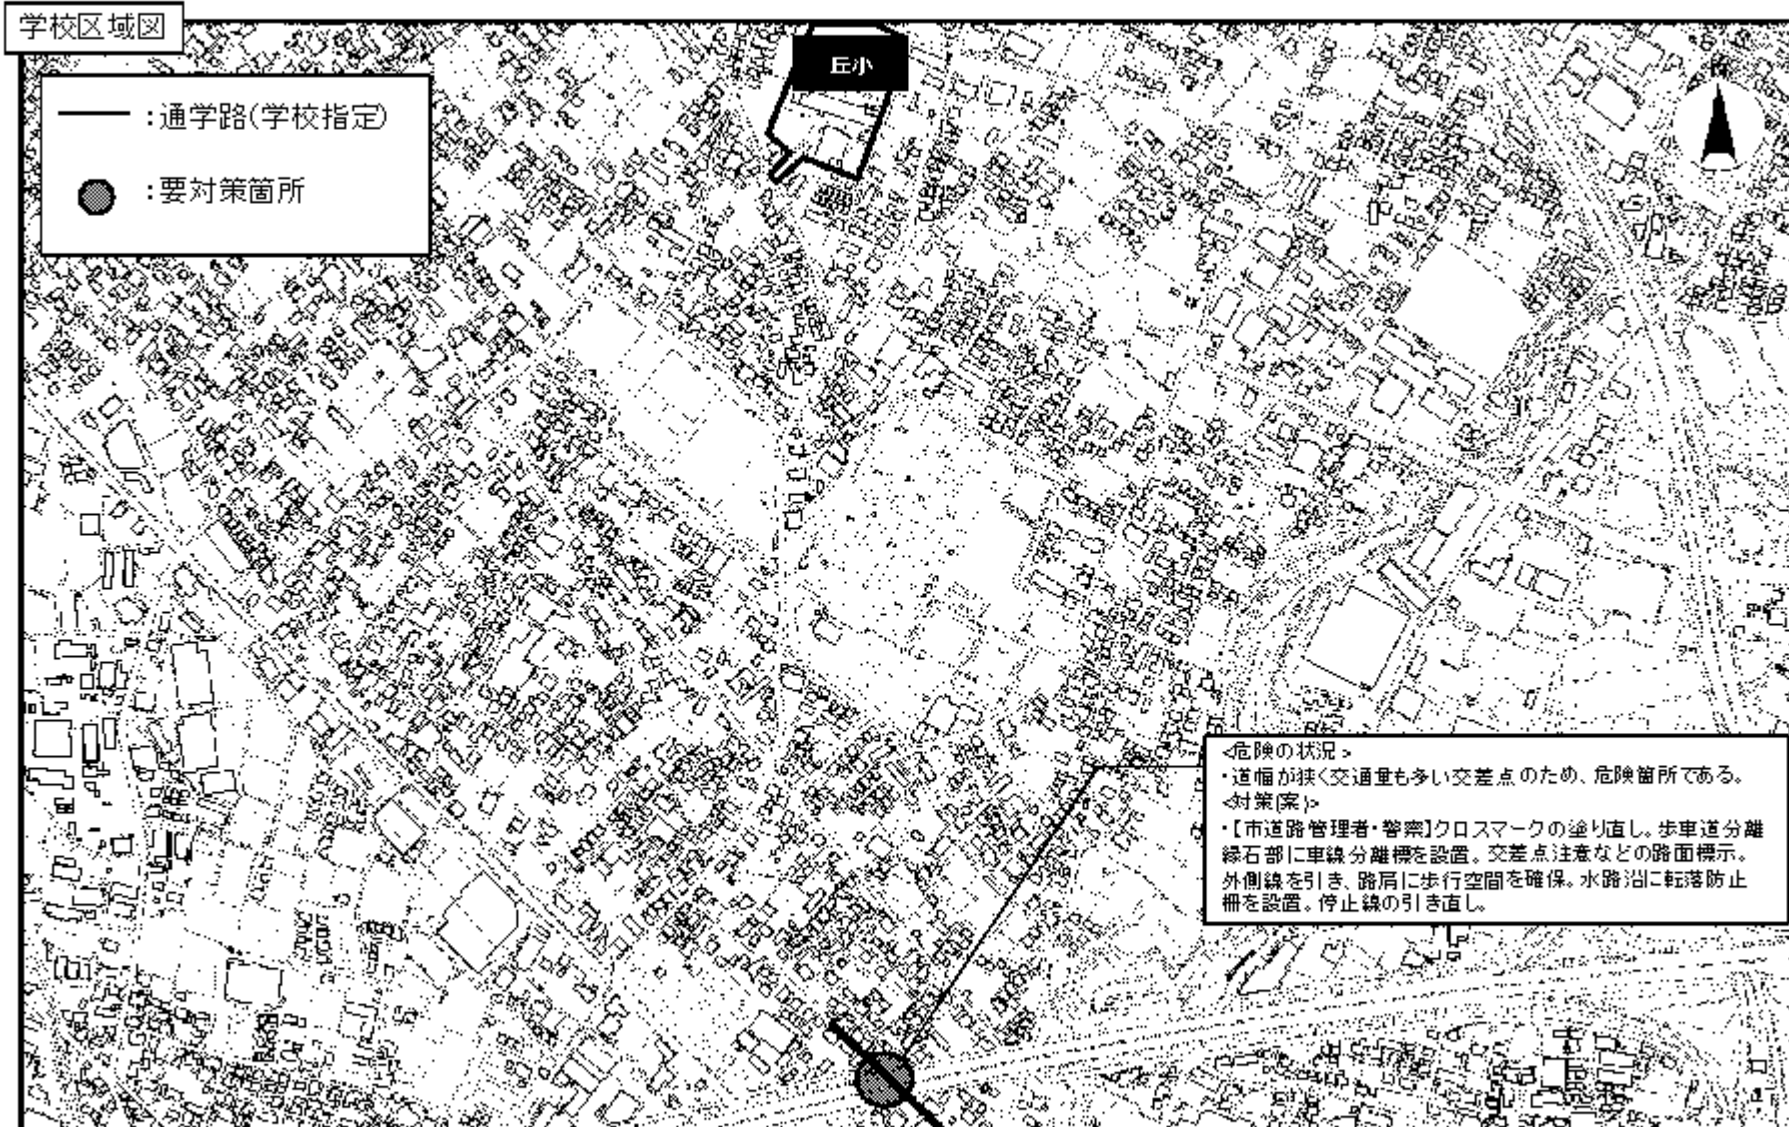 学校区域図
丘小
：通学路(学校指定)
：要対策箇所
<危険の状況>
・道幅が狭く交通量も多い交差点のため、危険箇所である。
<対策(案)>
・【市道路管理者・警察】クロスマークの塗り直し。歩車道分離
縁石部に車線分離標を設置。交差点注意などの路面標示。
外側線を引き、路肩に歩行空間を確保。水路沿に転落防止
柵を設置。停止線の引き直し。